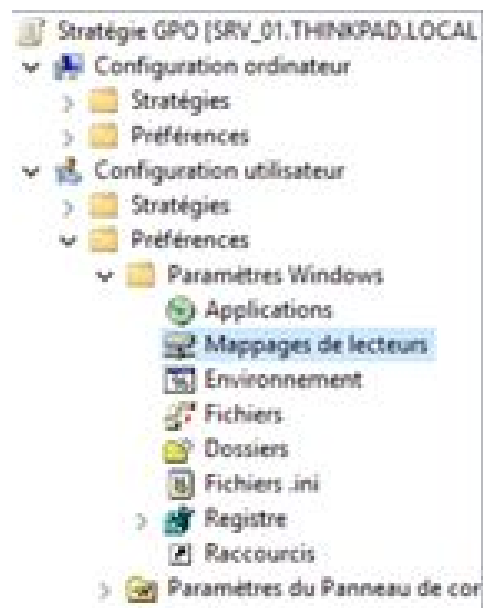 Stratégie GPO [SRV_01.THINKPAD.LOCAL
Configuration ordinateur
Stratégies
Préférences
Configuration utilisateur
Stratégies
Préférences
Paramètres Windows
Applications
Mappages de lecteurs
Environnement
Fichiers
Dossiers
Fichiers .ini
Registre
Raccourcis
Paramètres du Panneau de cor